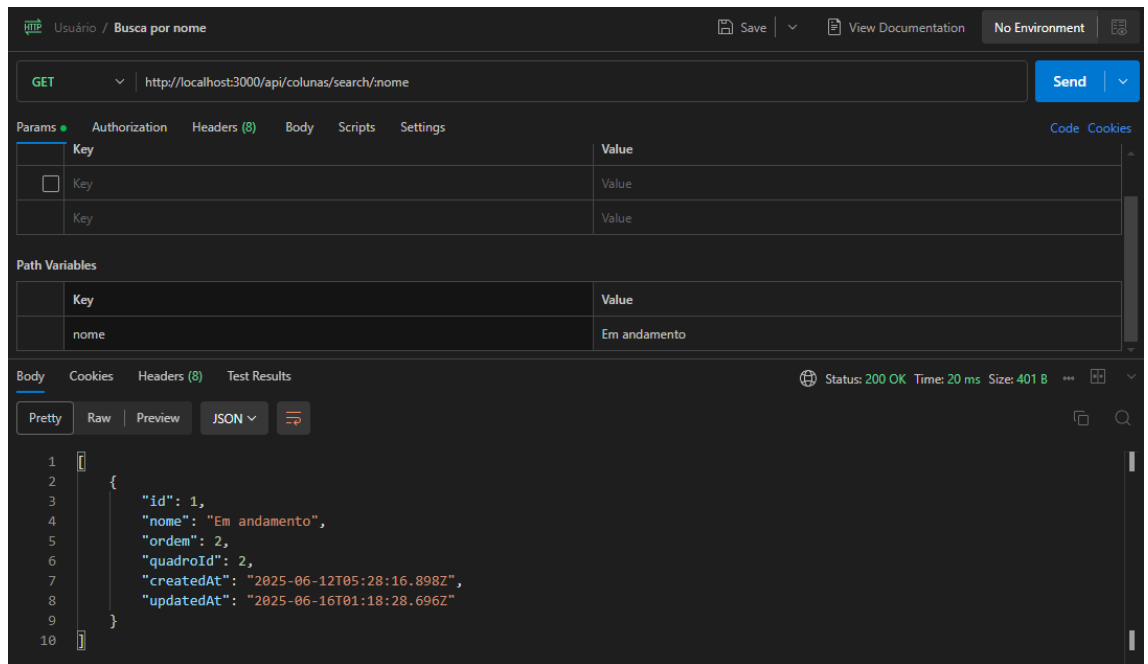 HTTP Usuário / Busca por nome Save View Documentation No Environment
GET http://localhost:3000/api/colunas/search/:nome Send
Params Authorization Headers (8) Body Scripts Settings Code Cookies
Key Value
Key Value
Key Value
Path Variables
Key Value
nome Em andamento
Body Cookies Headers (8) Test Results Status: 200 OK Time: 20 ms Size: 401 B
Pretty Raw Preview JSON
1 [
2 {
3 "id": 1,
4 "nome": "Em andamento",
5 "ordem": 2,
6 "quadroId": 2,
7 "createdAt": "2025-06-12T05:28:16.898Z",
8 "updatedAt": "2025-06-16T01:18:28.696Z"
9 }
10 ]